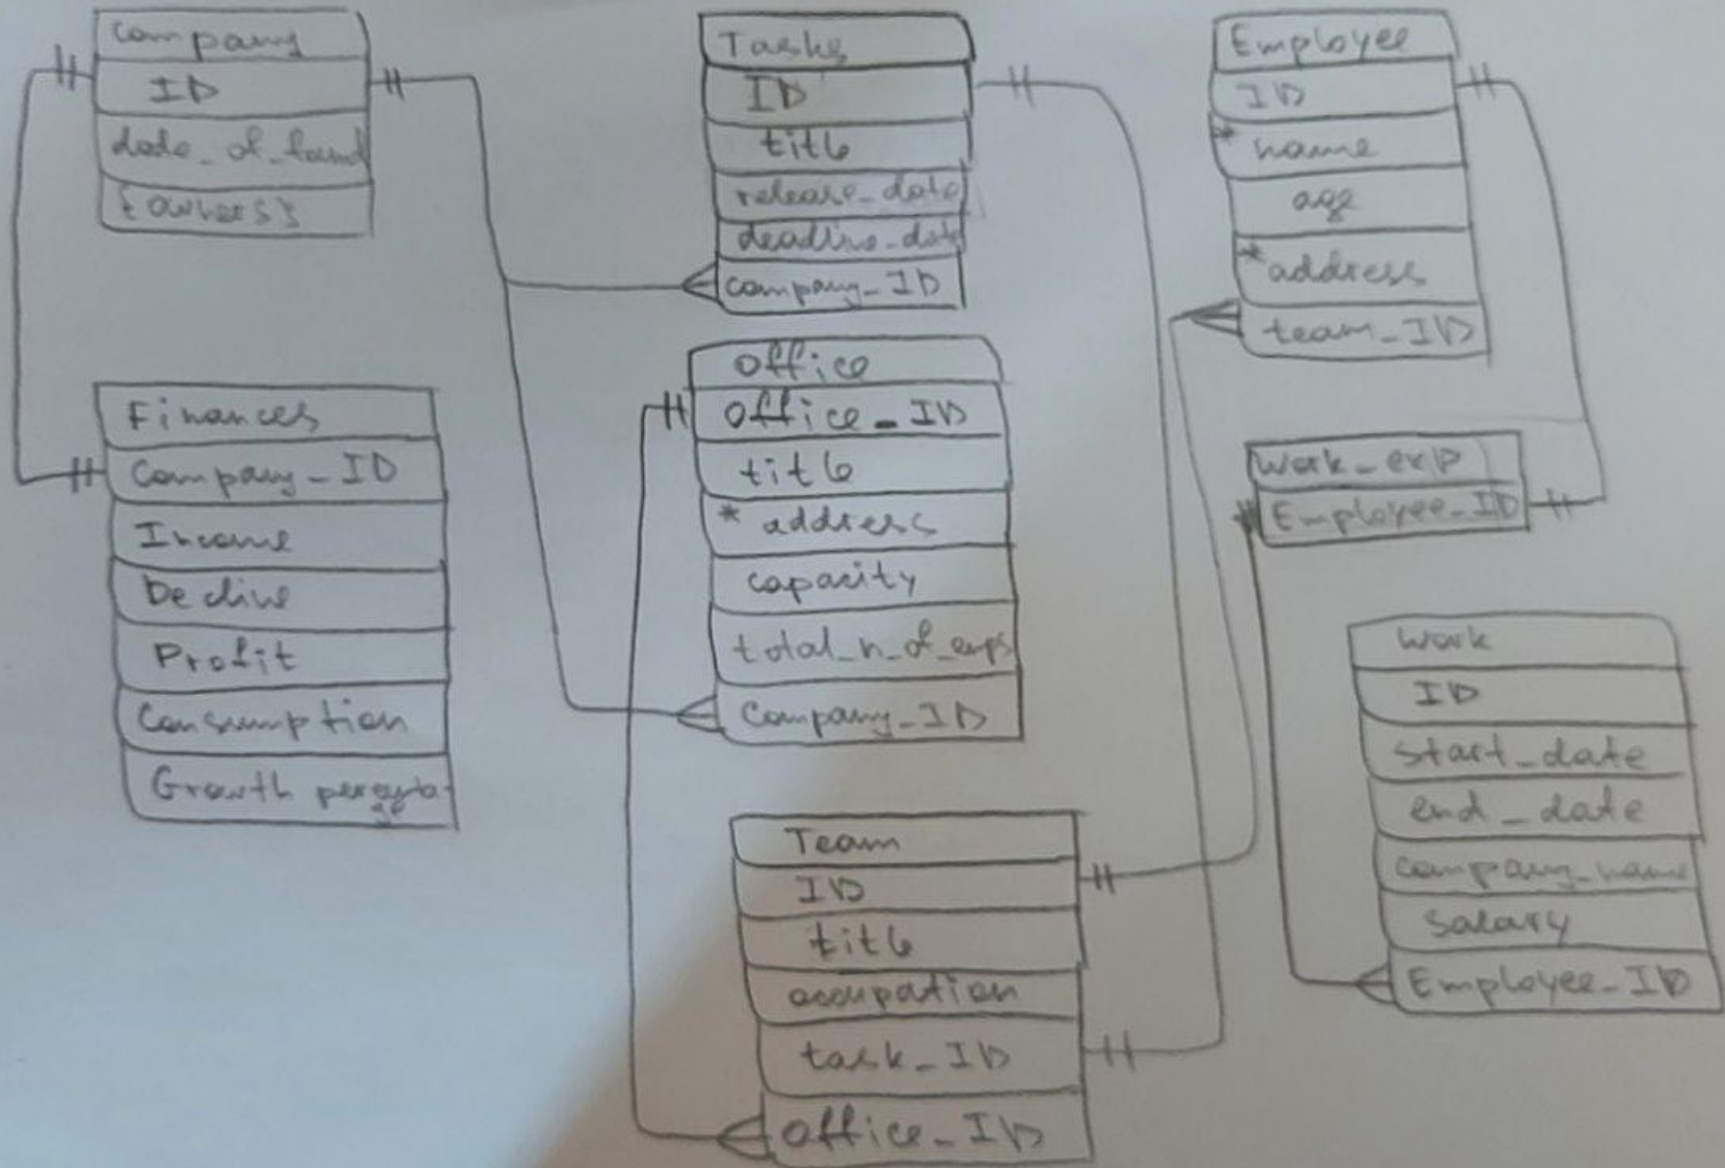 Company
ID
date_of_found
{owners}
Finances
Company_ID
Income
Decline
Profit
Consumption
Growth
Tasks
ID
title
release_date
deadline_date
company_ID
office
office_ID
title
* address
capacity
total_n_of_emps
Company_ID
Team
ID
title
occupation
task_ID
office_ID
Employee
ID
* name
age
* address
team_ID
Work_exp
Employee_ID
Work
ID
start_date
end_date
company_name
salary
Employee_ID